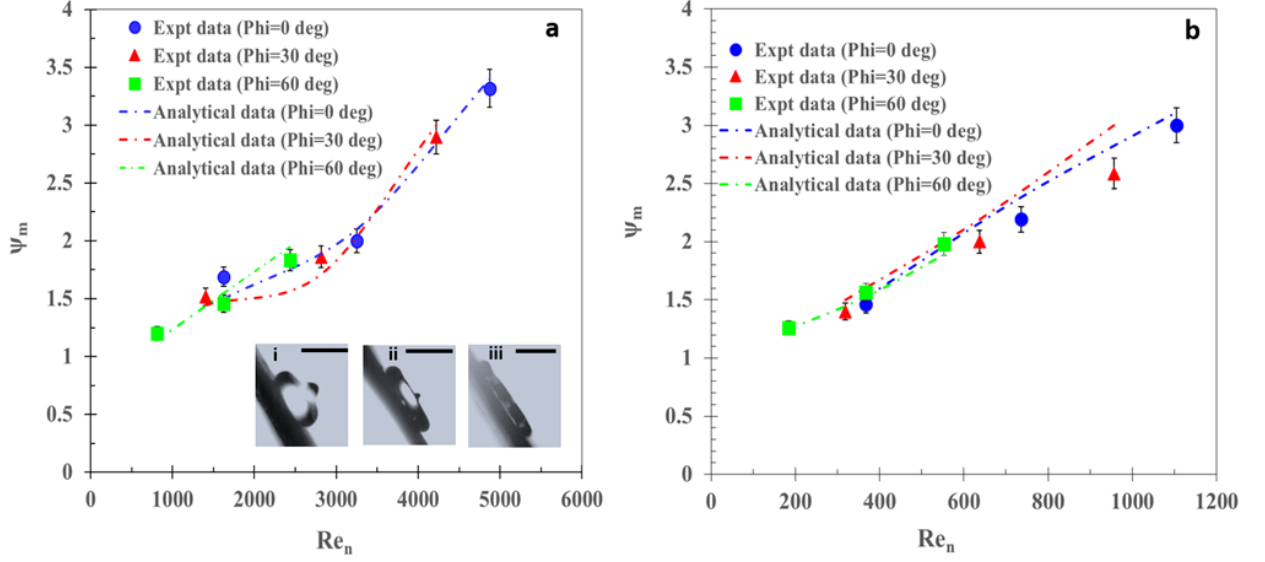 a
4
3.5
3
2.5
2
1.5
1
0.5
0
Ψm
Expt data (Phi=0 deg)
Expt data (Phi=30 deg)
Expt data (Phi=60 deg)
Analytical data (Phi=0 deg)
Analytical data (Phi=30 deg)
Analytical data (Phi=60 deg)
i ii iii
0 1000 2000 3000 4000 5000 6000
Ren
b
4
3.5
3
2.5
2
1.5
1
0.5
0
Ψm
Expt data (Phi=0 deg)
Expt data (Phi=30 deg)
Expt data (Phi=60 deg)
Analytical data (Phi=0 deg)
Analytical data (Phi=30 deg)
Analytical data (Phi=60 deg)
0 200 400 600 800 1000 1200
Ren